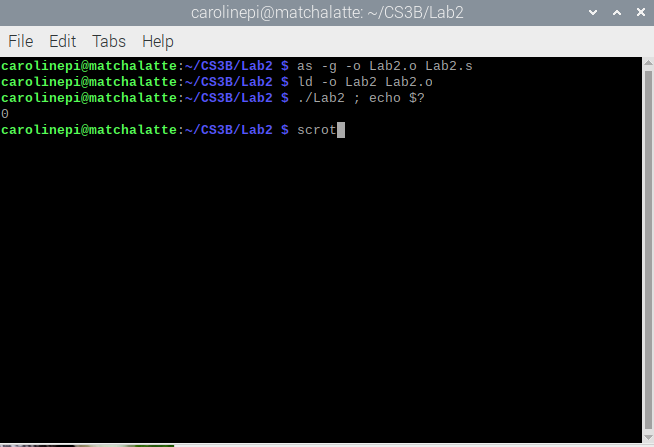 carolinepi@matchalatte: ~/CS3B/Lab2
File Edit Tabs Help
carolinepi@matchalatte:~/CS3B/Lab2 $ as -g -o Lab2.o Lab2.s
carolinepi@matchalatte:~/CS3B/Lab2 $ ld -o Lab2 Lab2.o
carolinepi@matchalatte:~/CS3B/Lab2 $ ./Lab2 ; echo $?
0
carolinepi@matchalatte:~/CS3B/Lab2 $ scrot